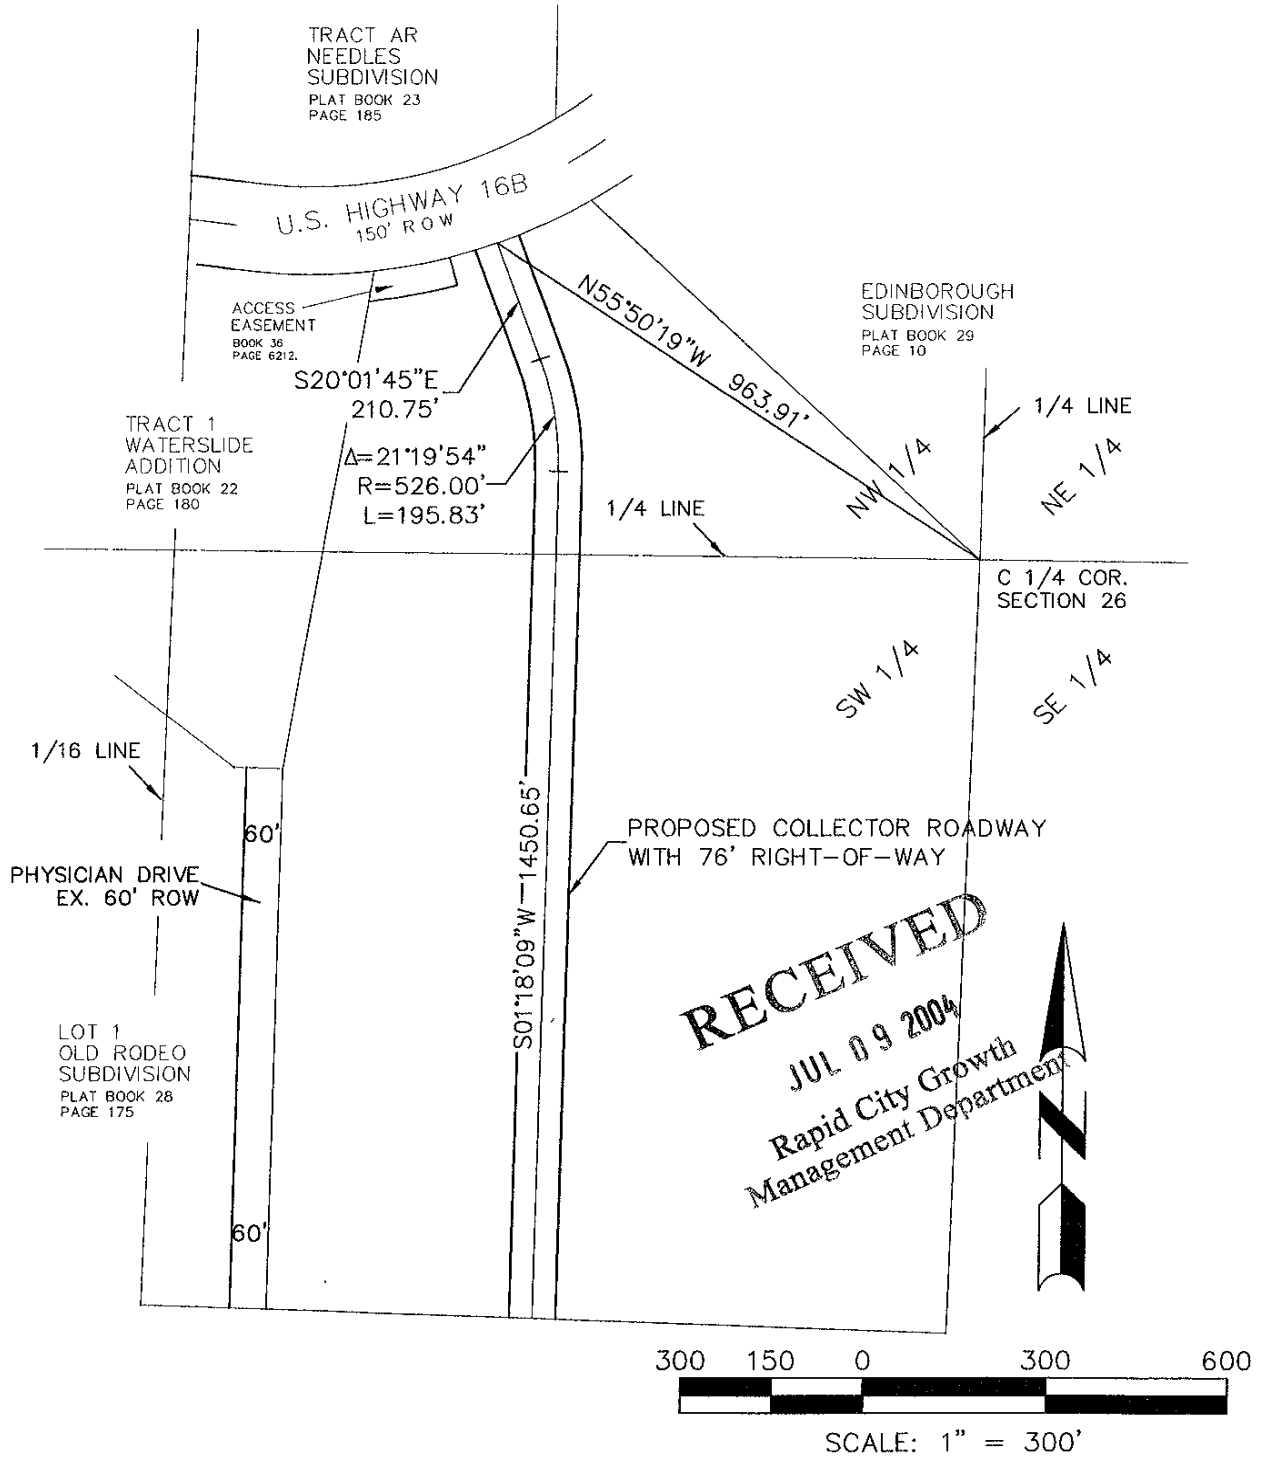 TRACT AR
NEEDLES
SUBDIVISION
PLAT BOOK 23
PAGE 185
U.S. HIGHWAY 16B
150' ROW
ACCESS
EASEMENT
BOOK 36
PAGE 6212.
N55°50'19"W 963.91'
EDINBOROUGH
SUBDIVISION
PLAT BOOK 29
PAGE 10
S20°01'45"E
210.75'
1/4 LINE
TRACT 1
WATERSLIDE
ADDITION
PLAT BOOK 22
PAGE 180
Δ=21°19'54"
R=526.00'
L=195.83'
1/4 LINE
NW 1/4
NE 1/4
C 1/4 COR.
SECTION 26
SW 1/4
SE 1/4
1/16 LINE
60'
PHYSICIAN DRIVE
EX. 60' ROW
S01°18'09"W 1450.65'
PROPOSED COLLECTOR ROADWAY
WITH 76' RIGHT-OF-WAY
RECEIVED
JUL 09 2004
Rapid City Growth
Management Department
LOT 1
OLD RODEO
SUBDIVISION
PLAT BOOK 28
PAGE 175
60'
N
300 150 0 300 600
SCALE: 1" = 300'